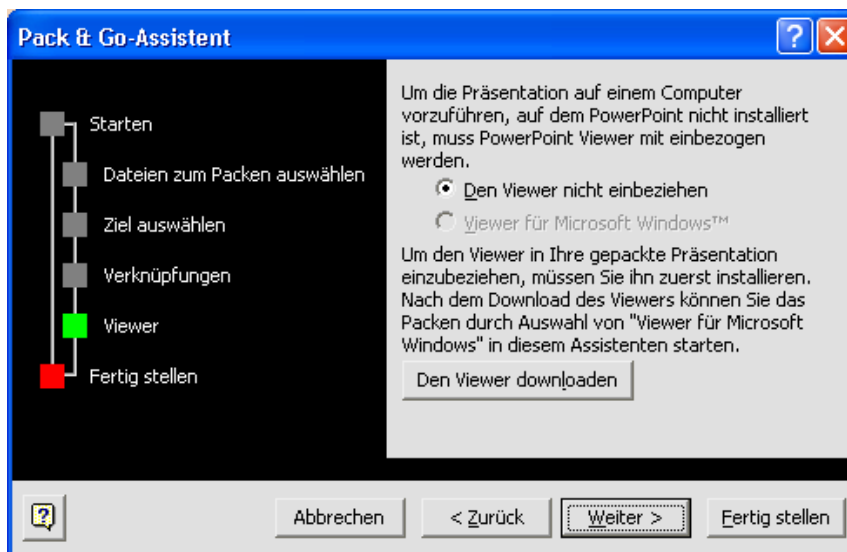 Pack & Go-Assistent
Starten
Dateien zum Packen auswählen
Ziel auswählen
Verknüpfungen
Viewer
Fertig stellen
Um die Präsentation auf einem Computer
vorzuführen, auf dem PowerPoint nicht installiert
ist, muss PowerPoint Viewer mit einbezogen
werden.
Den Viewer nicht einbeziehen
Viewer für Microsoft Windows™
Um den Viewer in Ihre gepackte Präsentation
einzubeziehen, müssen Sie ihn zuerst installieren.
Nach dem Download des Viewers können Sie das
Packen durch Auswahl von "Viewer für Microsoft
Windows" in diesem Assistenten starten.
Den Viewer downloaden
Abbrechen
< Zurück
Weiter >
Fertig stellen